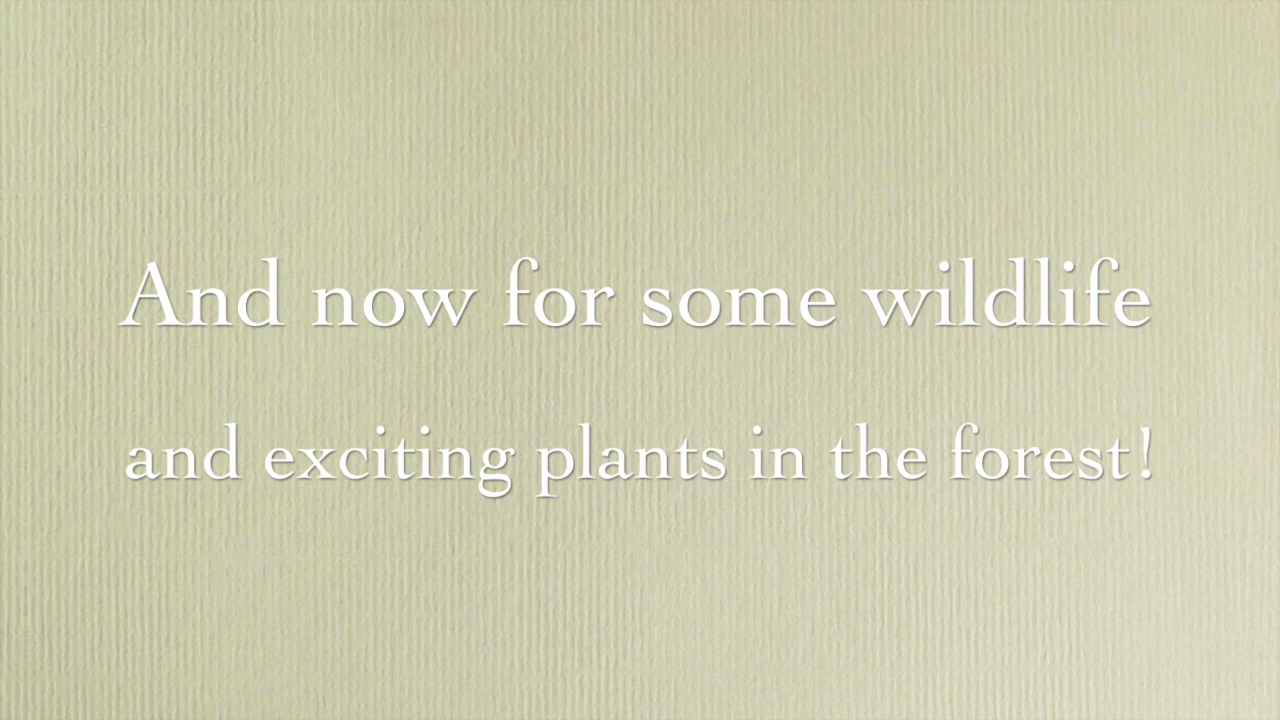 And now for some wildlife
and exciting plants in the forest!